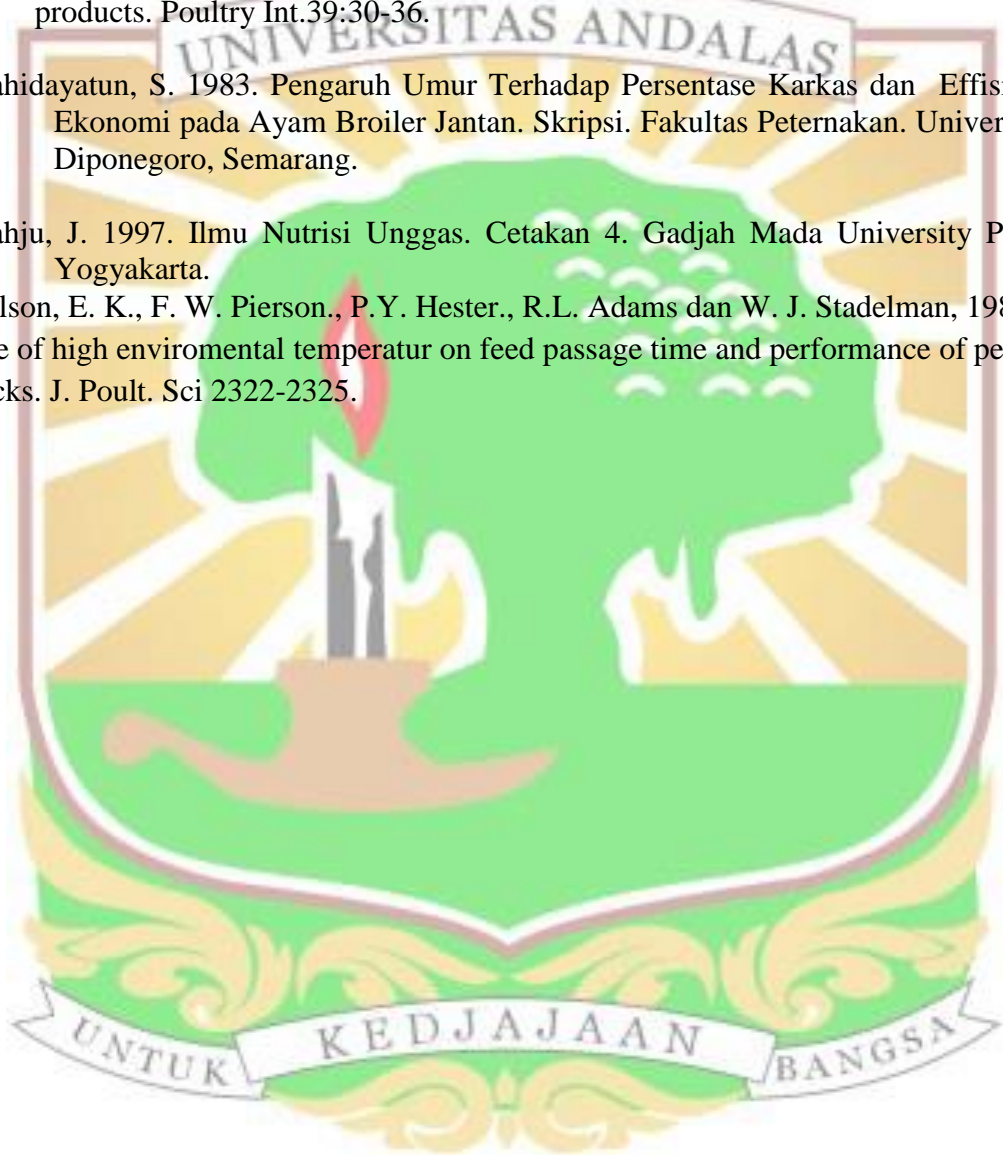 products. Poultry Int.39:30-36.
UNIVERSITAS ANDALAS
ahidayatun, S. 1983. Pengaruh Umur Terhadap Persentase Karkas dan Effisi
Ekonomi pada Ayam Broiler Jantan. Skripsi. Fakultas Peternakan. Univer
Diponegoro, Semarang.
ahju, J. 1997. Ilmu Nutrisi Unggas. Cetakan 4. Gadjah Mada University P
Yogyakarta.
lson, E. K., F. W. Pierson., P.Y. Hester., R.L. Adams dan W. J. Stadelman, 198
e of high enviromental temperatur on feed passage time and performance of pe
cks. J. Poult. Sci 2322-2325.
UNTUK KEDJAJAAN BANGSA